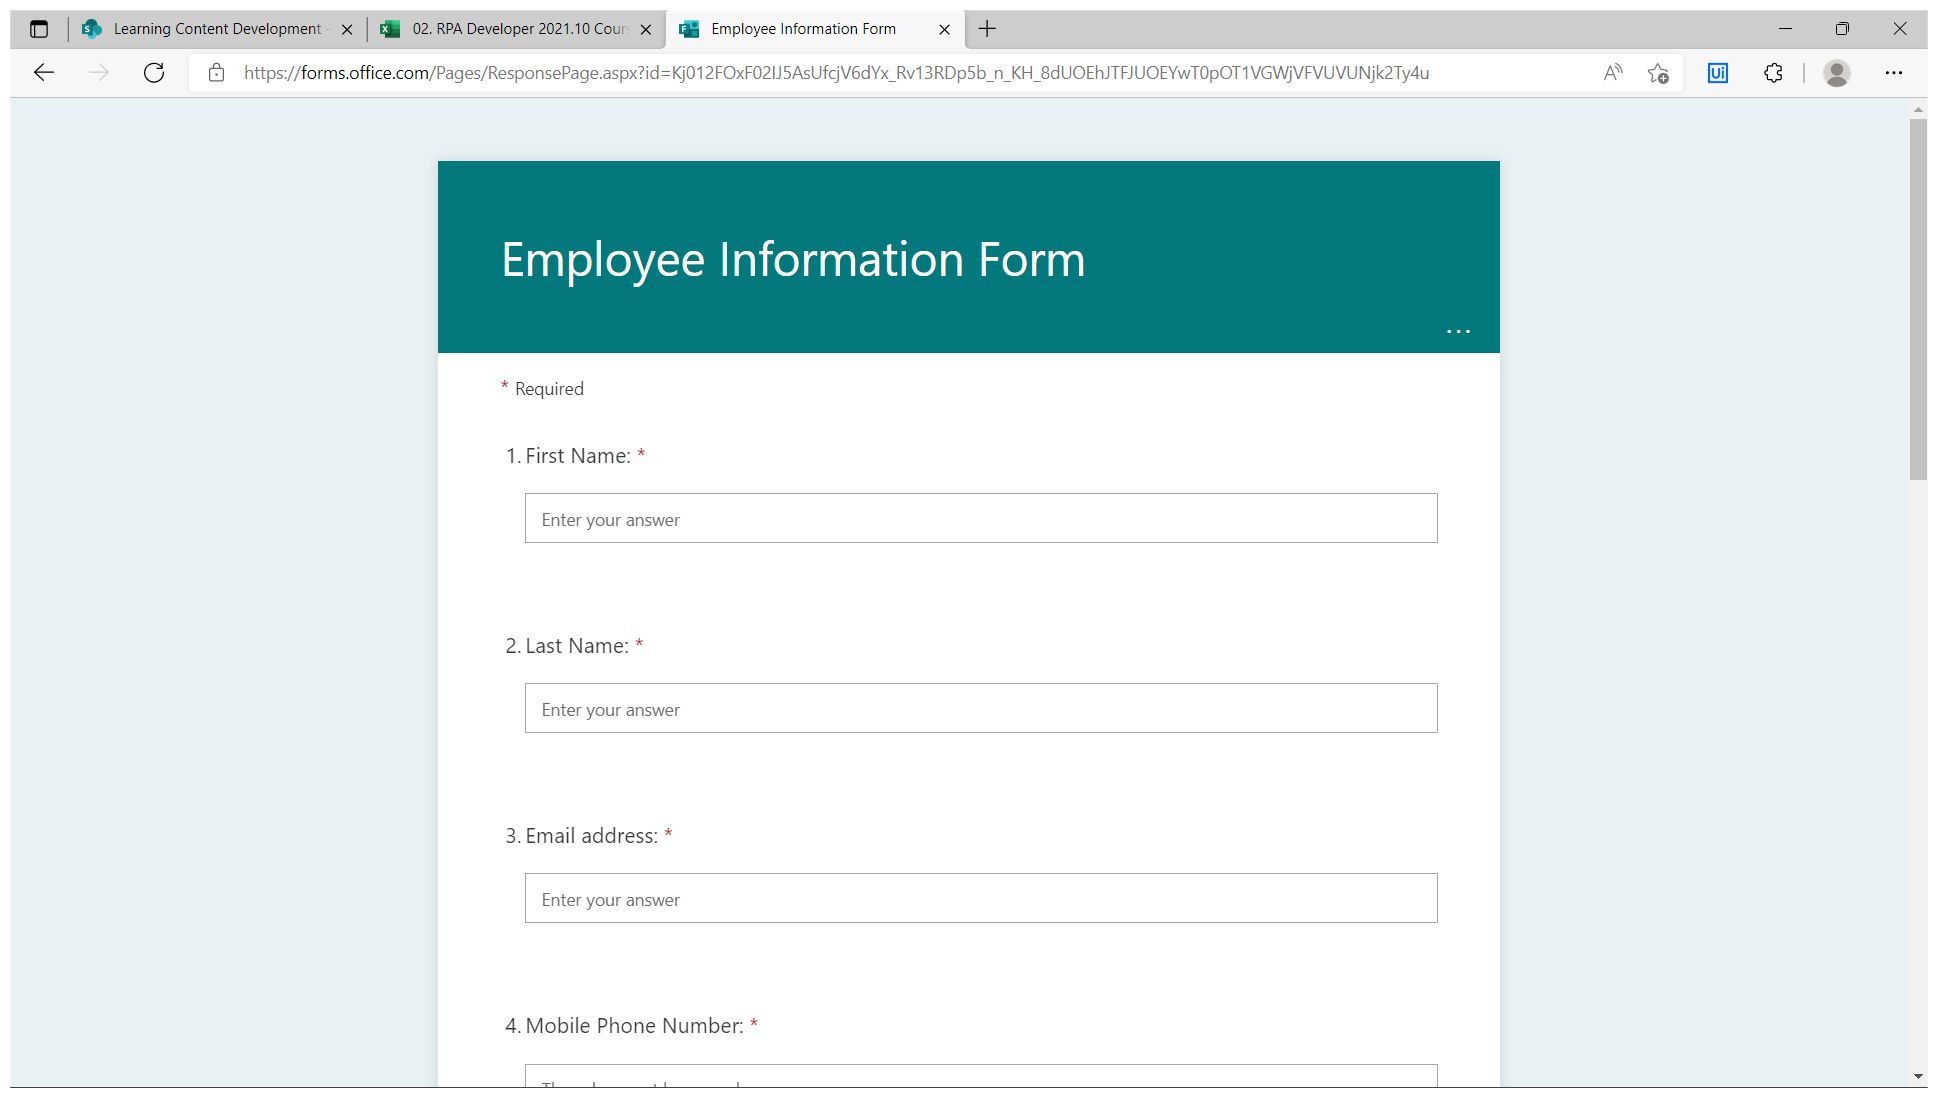 Learning Content Development -
02. RPA Developer 2021.10 Cour
Employee Information Form
https://forms.office.com/Pages/ResponsePage.aspx?id=Kj012FOxF02IJ5AsUfcjV6dYx_Rv13RDp5b_n_KH_8dUOEhJTFJUOEYwT0pOT1VGWjVFVUVUNjk2Ty4u
Ui
Employee Information Form
...
* Required
1. First Name: *
Enter your answer
2. Last Name: *
Enter your answer
3. Email address: *
Enter your answer
4. Mobile Phone Number: *